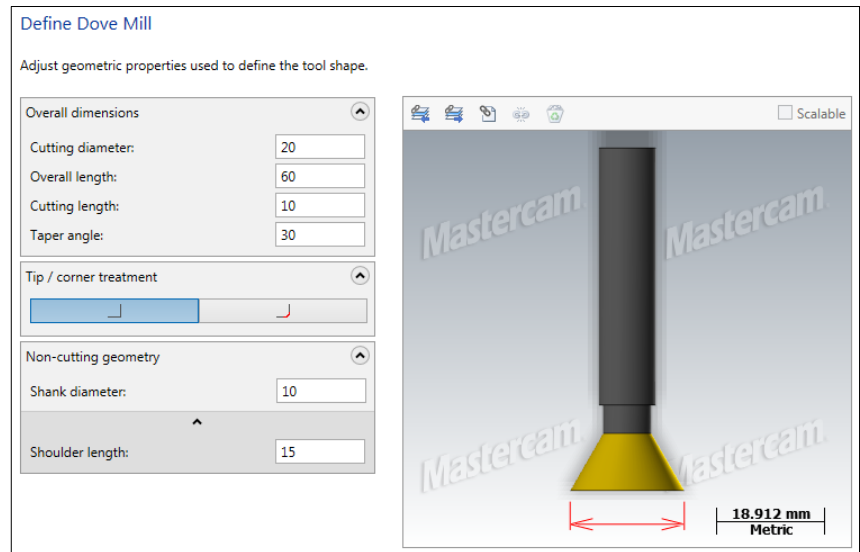 Define Dove Mill
Adjust geometric properties used to define the tool shape.
Overall dimensions
Cutting diameter: 20
Overall length: 60
Cutting length: 10
Taper angle: 30
Tip / corner treatment
Non-cutting geometry
Shank diameter: 10
Shoulder length: 15
Scalable
Mastercam
Mastercam
Mastercam
Mastercam
18.912 mm
Metric